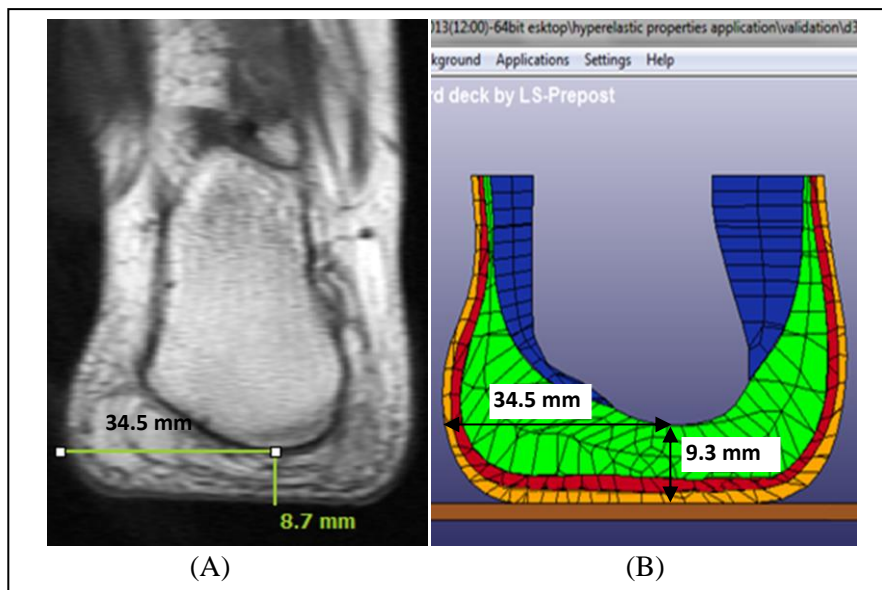 013(12:00)-64bit esktop\hyperelastic properties application\validation\d3
kground Applications Settings Help
rd deck by LS-Prepost
34.5 mm
8.7 mm
34.5 mm
9.3 mm
(A)
(B)